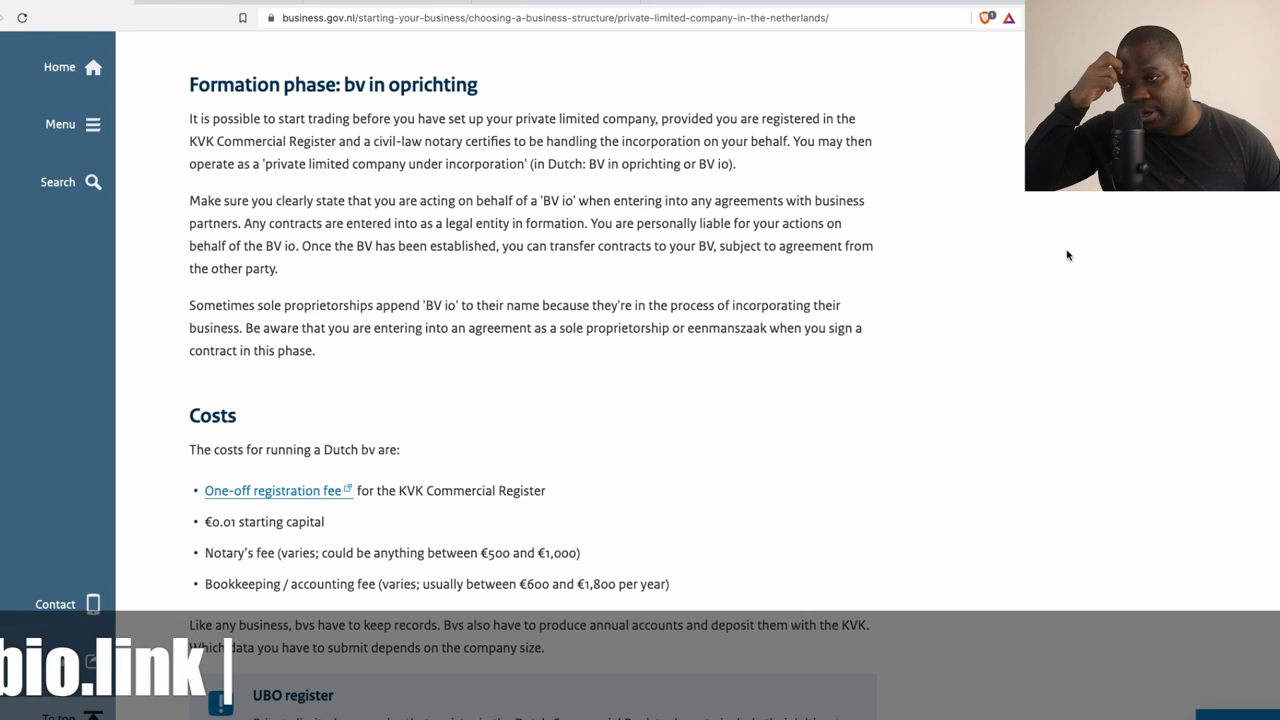 business.gov.nl/starting-your-business/choosing-a-business-structure/private-limited-company-in-the-netherlands/
1
Home
Menu
Search
Formation phase: bv in oprichting
It is possible to start trading before you have set up your private limited company, provided you are registered in the
KVK Commercial Register and a civil-law notary certifies to be handling the incorporation on your behalf. You may then
operate as a 'private limited company under incorporation' (in Dutch: BV in oprichting or BV io).
Make sure you clearly state that you are acting on behalf of a 'BV io' when entering into any agreements with business
partners. Any contracts are entered into as a legal entity in formation. You are personally liable for your actions on
behalf of the BV io. Once the BV has been established, you can transfer contracts to your BV, subject to agreement from
the other party.
Sometimes sole proprietorships append 'BV io' to their name because they're in the process of incorporating their
business. Be aware that you are entering into an agreement as a sole proprietorship or eenmanszaak when you sign a
contract in this phase.
Costs
The costs for running a Dutch bv are:
• One-off registration fee for the KVK Commercial Register
• €0.01 starting capital
• Notary's fee (varies; could be anything between €500 and €1,000)
• Bookkeeping / accounting fee (varies; usually between €600 and €1,800 per year)
Contact
Like any business, bvs have to keep records. Bvs also have to produce annual accounts and deposit them with the KVK.
Which data you have to submit depends on the company size.
bio.link |
UBO register
To top